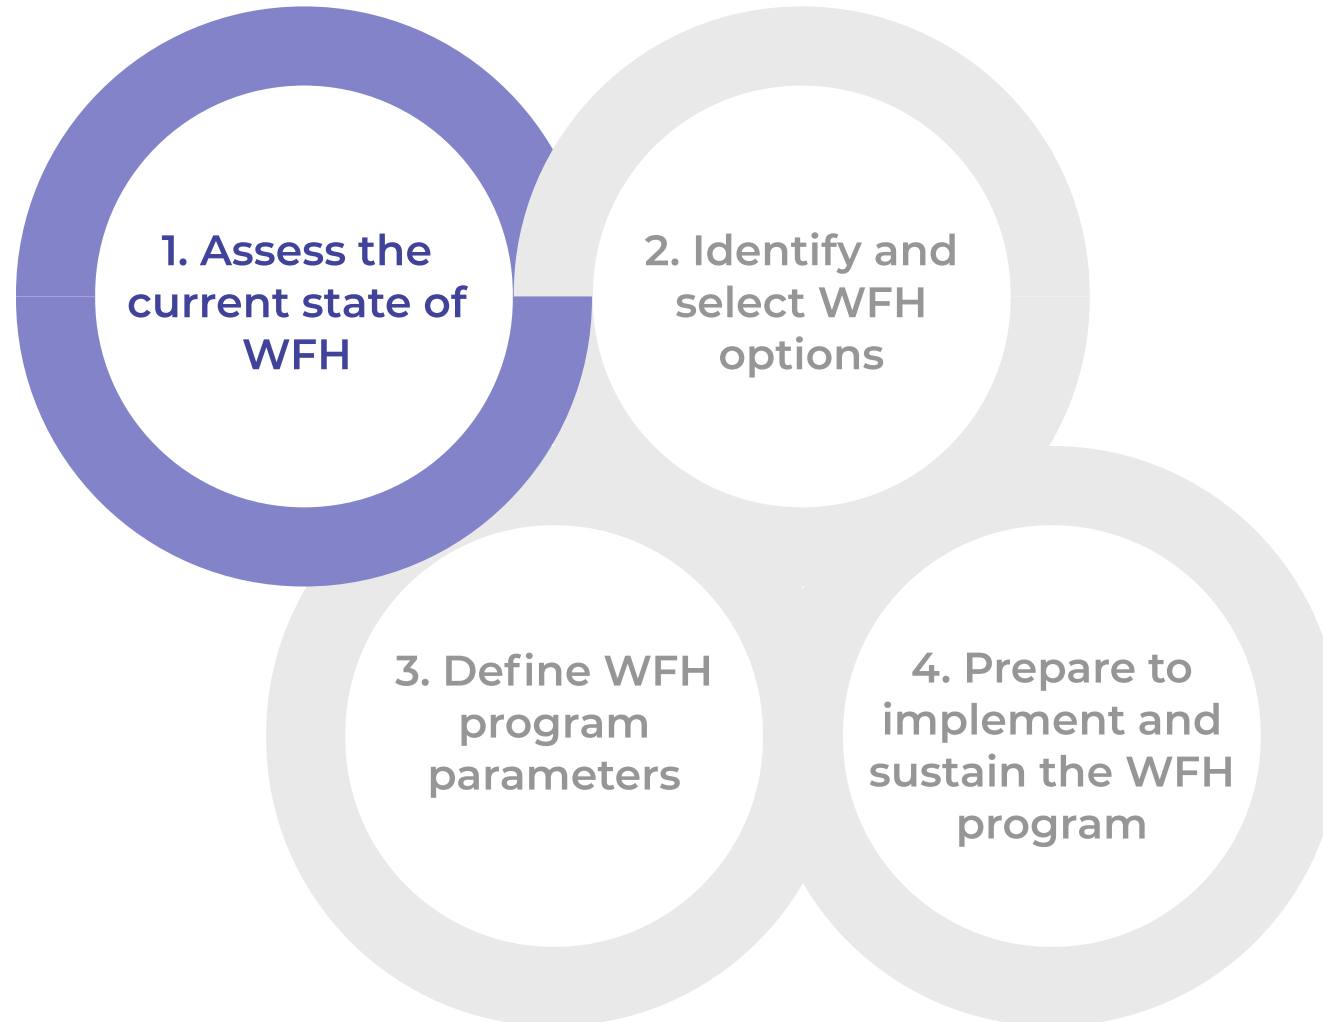 1. Assess the
current state of
WFH
2. Identify and
select WFH
options
3. Define WFH
program
parameters
4. Prepare to
implement and
sustain the WFH
program